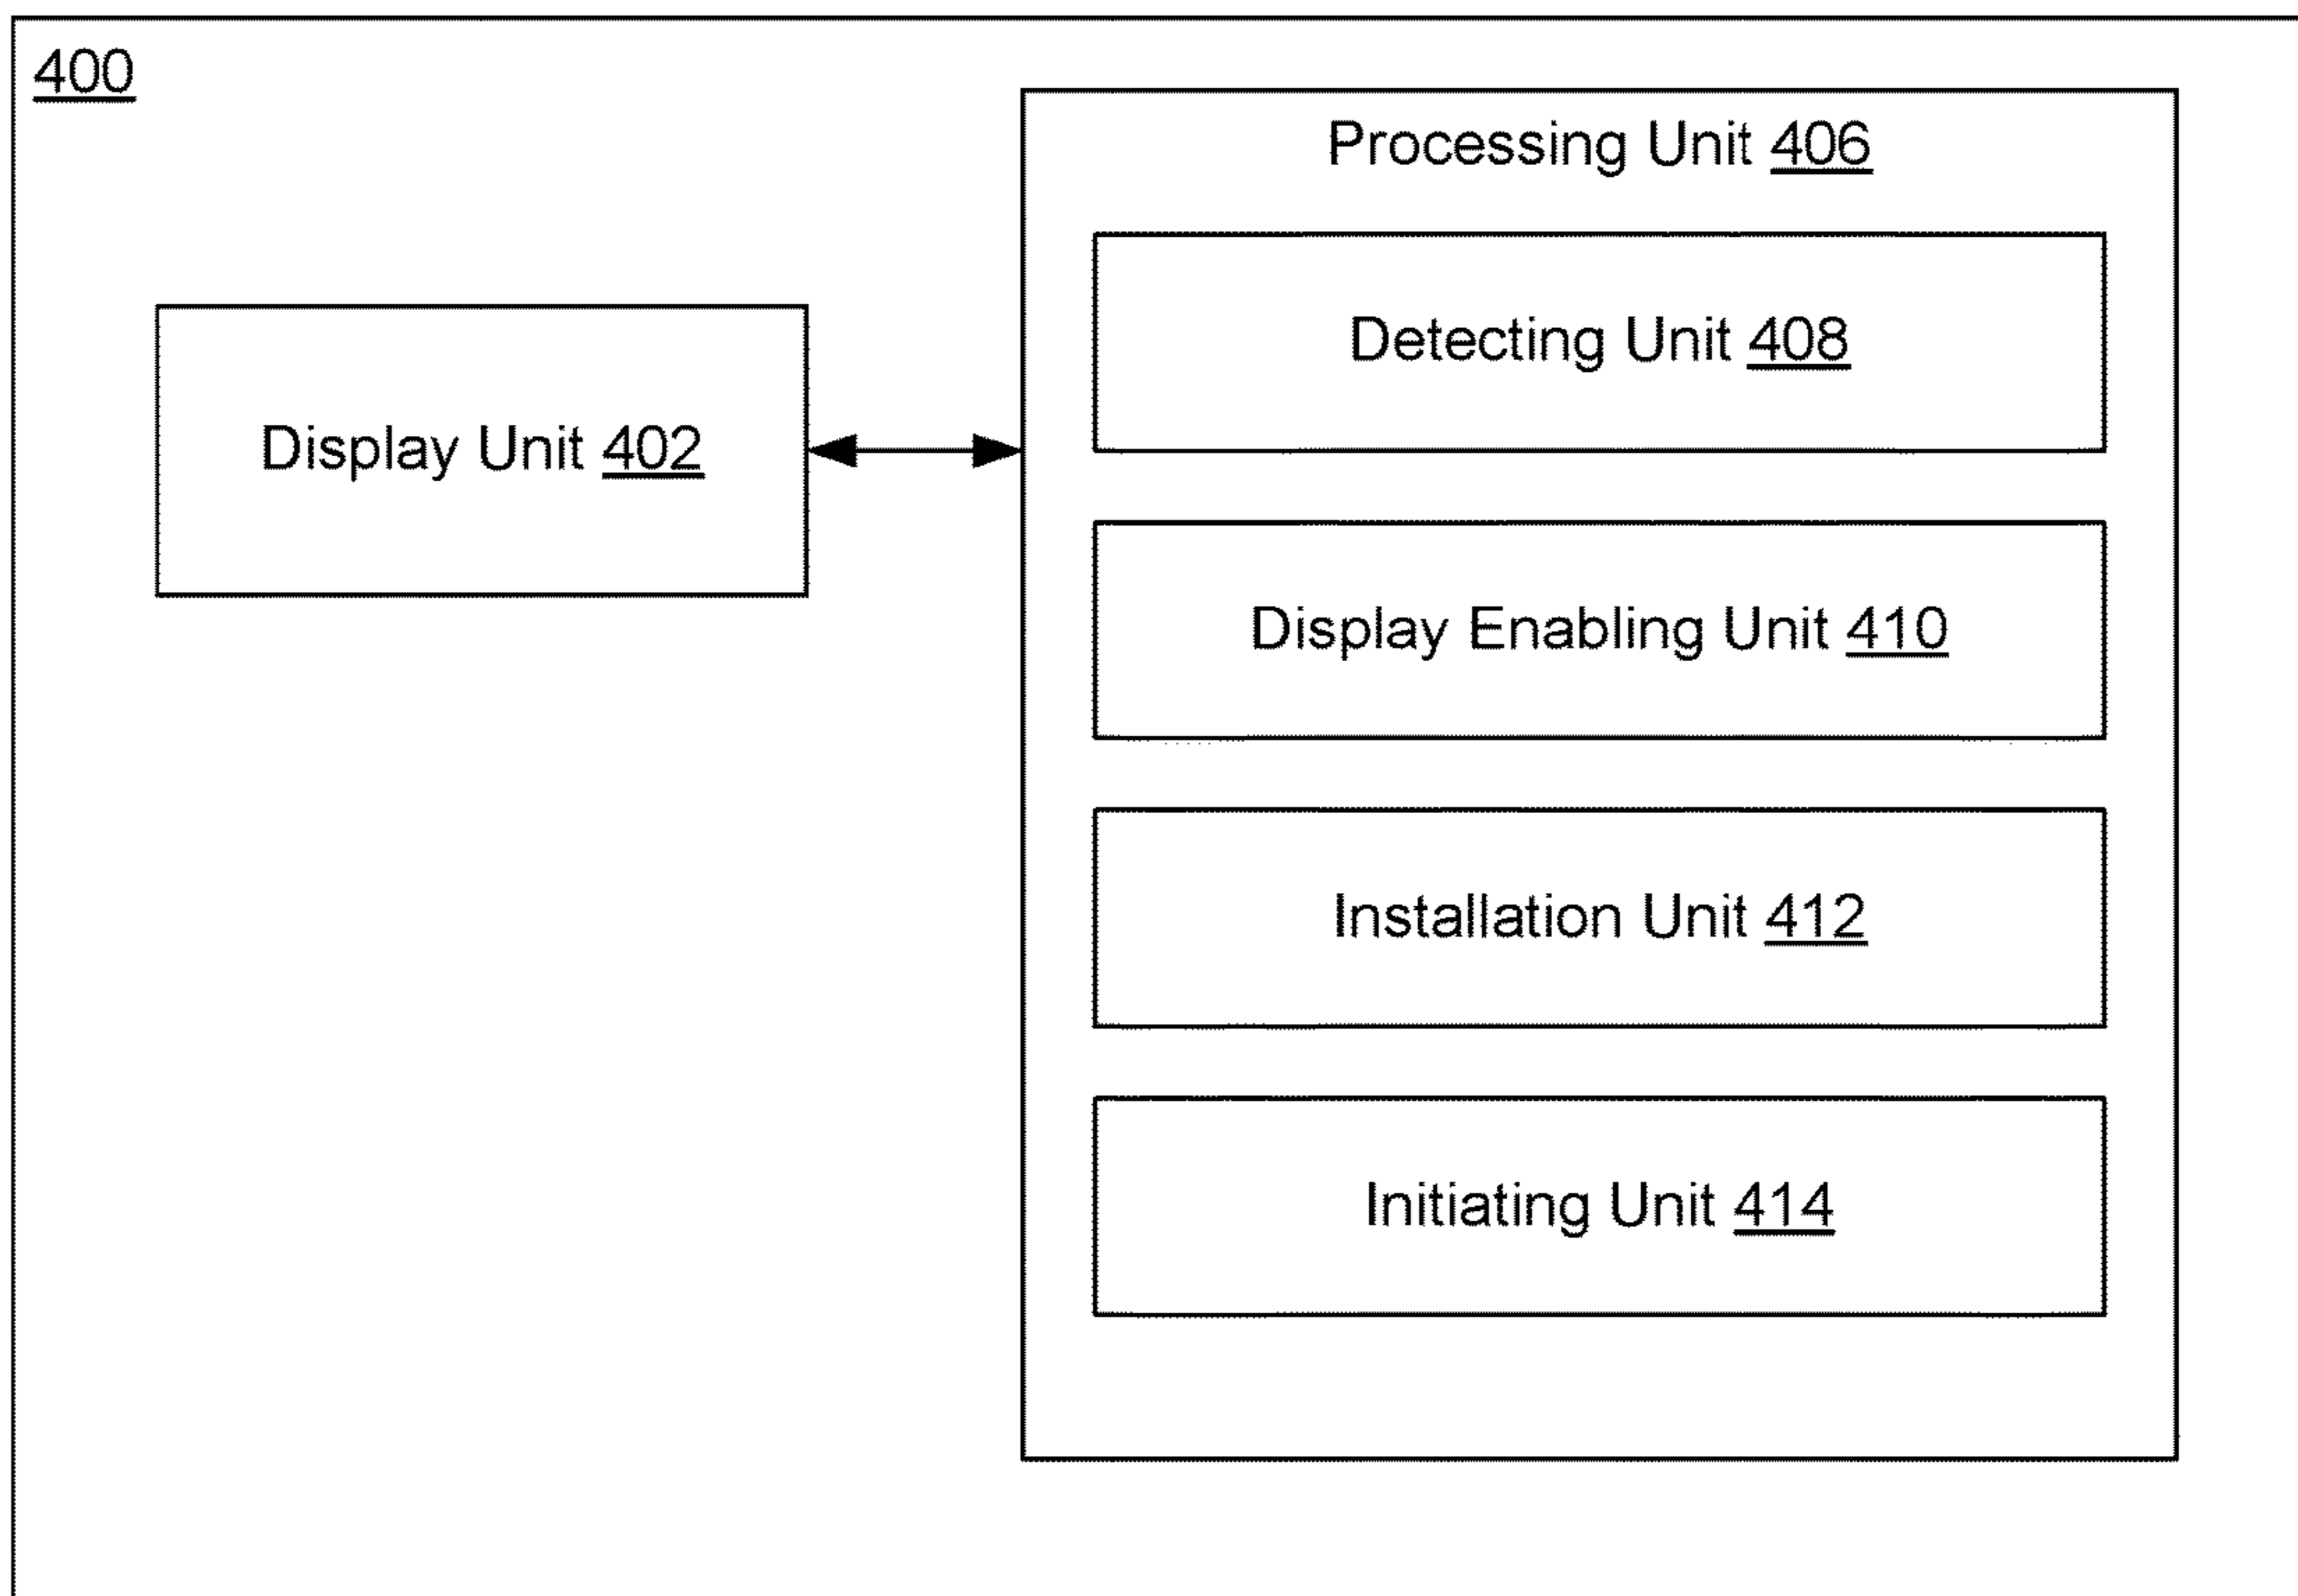 400
Processing Unit 406
Detecting Unit 408
Display Unit 402
Display Enabling Unit 410
Installation Unit 412
Initiating Unit 414